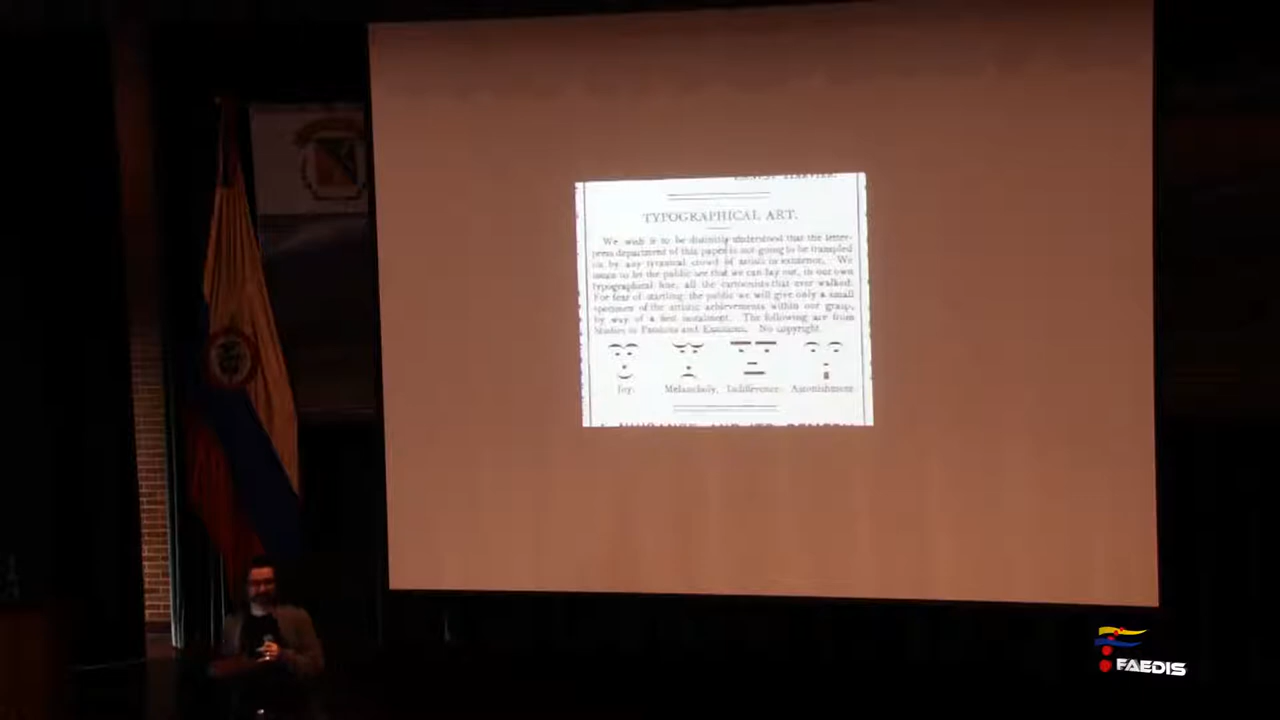 TYPOGRAPHICAL ART.
We wish it to be distinctly understood that the letter-
press department of this paper is not going to be trampled
on by any tyranical crowd of artists in existence. We
mean to let the public see that we can lay out, in our own
typographical line, all the cartoonists that ever walked.
For fear of startling the public we will give only a small
specimen of the artistic achievements within our grasp,
by way of a first instalment. The following are from
Studies in Passions and Emotions. No copyright.
Joy. Melancholy. Indifference. Astonishment
FAEDIS